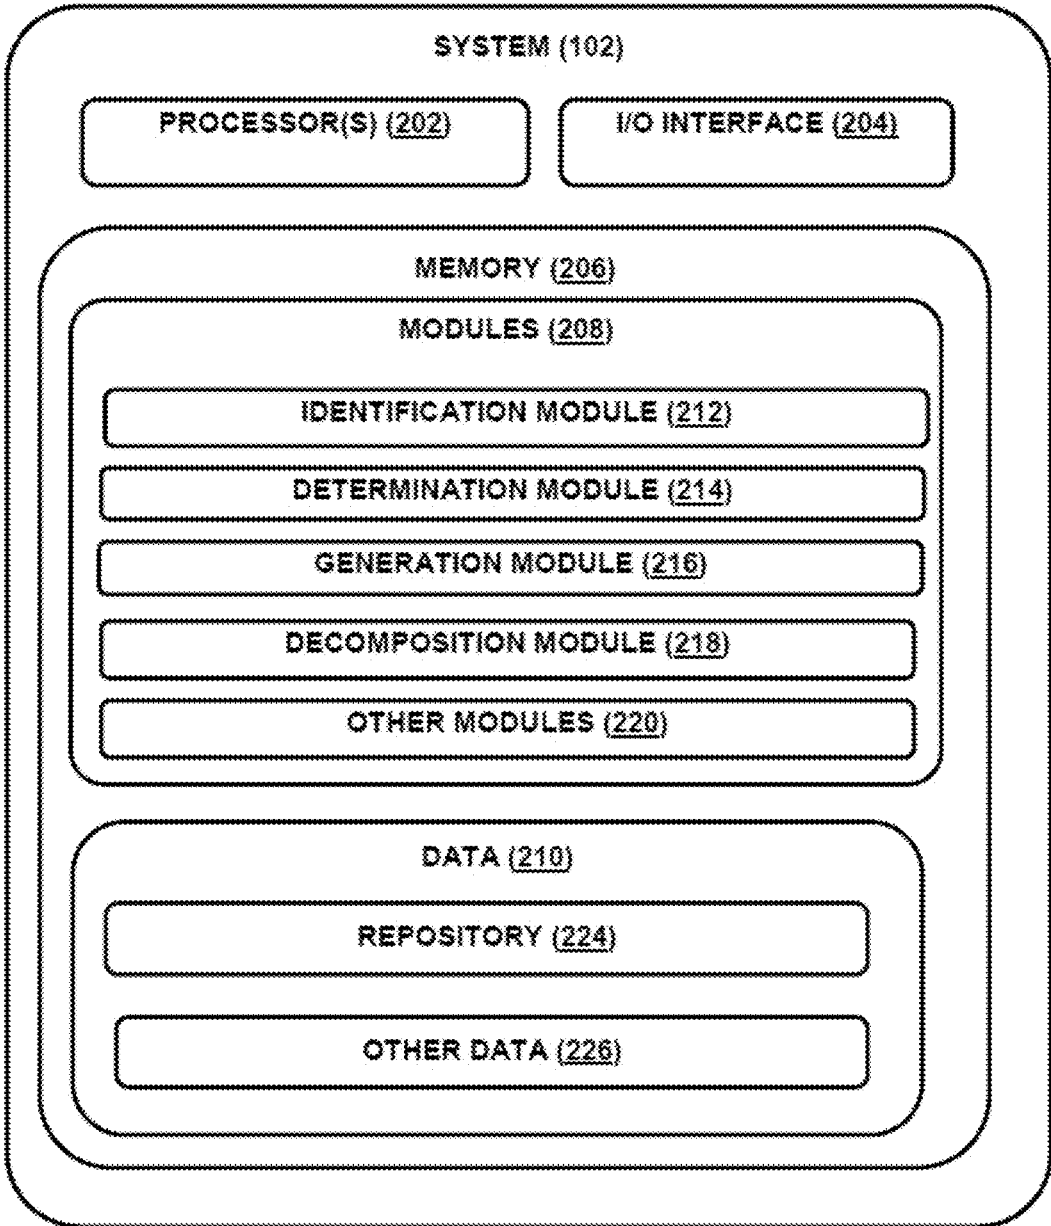 SYSTEM (102)
PROCESSOR(S) (202)
I/O INTERFACE (204)
MEMORY (206)
MODULES (208)
IDENTIFICATION MODULE (212)
DETERMINATION MODULE (214)
GENERATION MODULE (216)
DECOMPOSITION MODULE (218)
OTHER MODULES (220)
DATA (210)
REPOSITORY (224)
OTHER DATA (226)